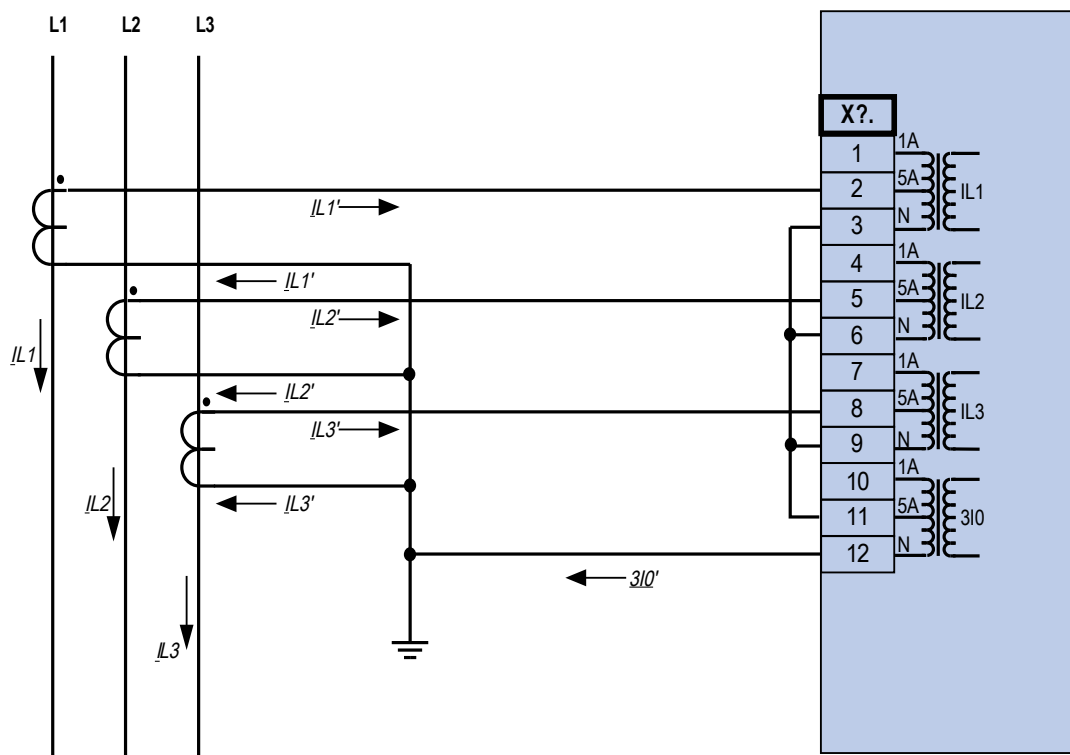 L1 L2 L3
X?.
1 1A
2 5A IL1
3 N
IL1'
4 1A
IL1'
5 5A IL2
IL2'
6 N
IL1
7 1A
IL2'
8 5A IL3
IL3'
9 N
10 1A
IL2 IL3'
11 5A 3I0
12 N
3I0'
IL3